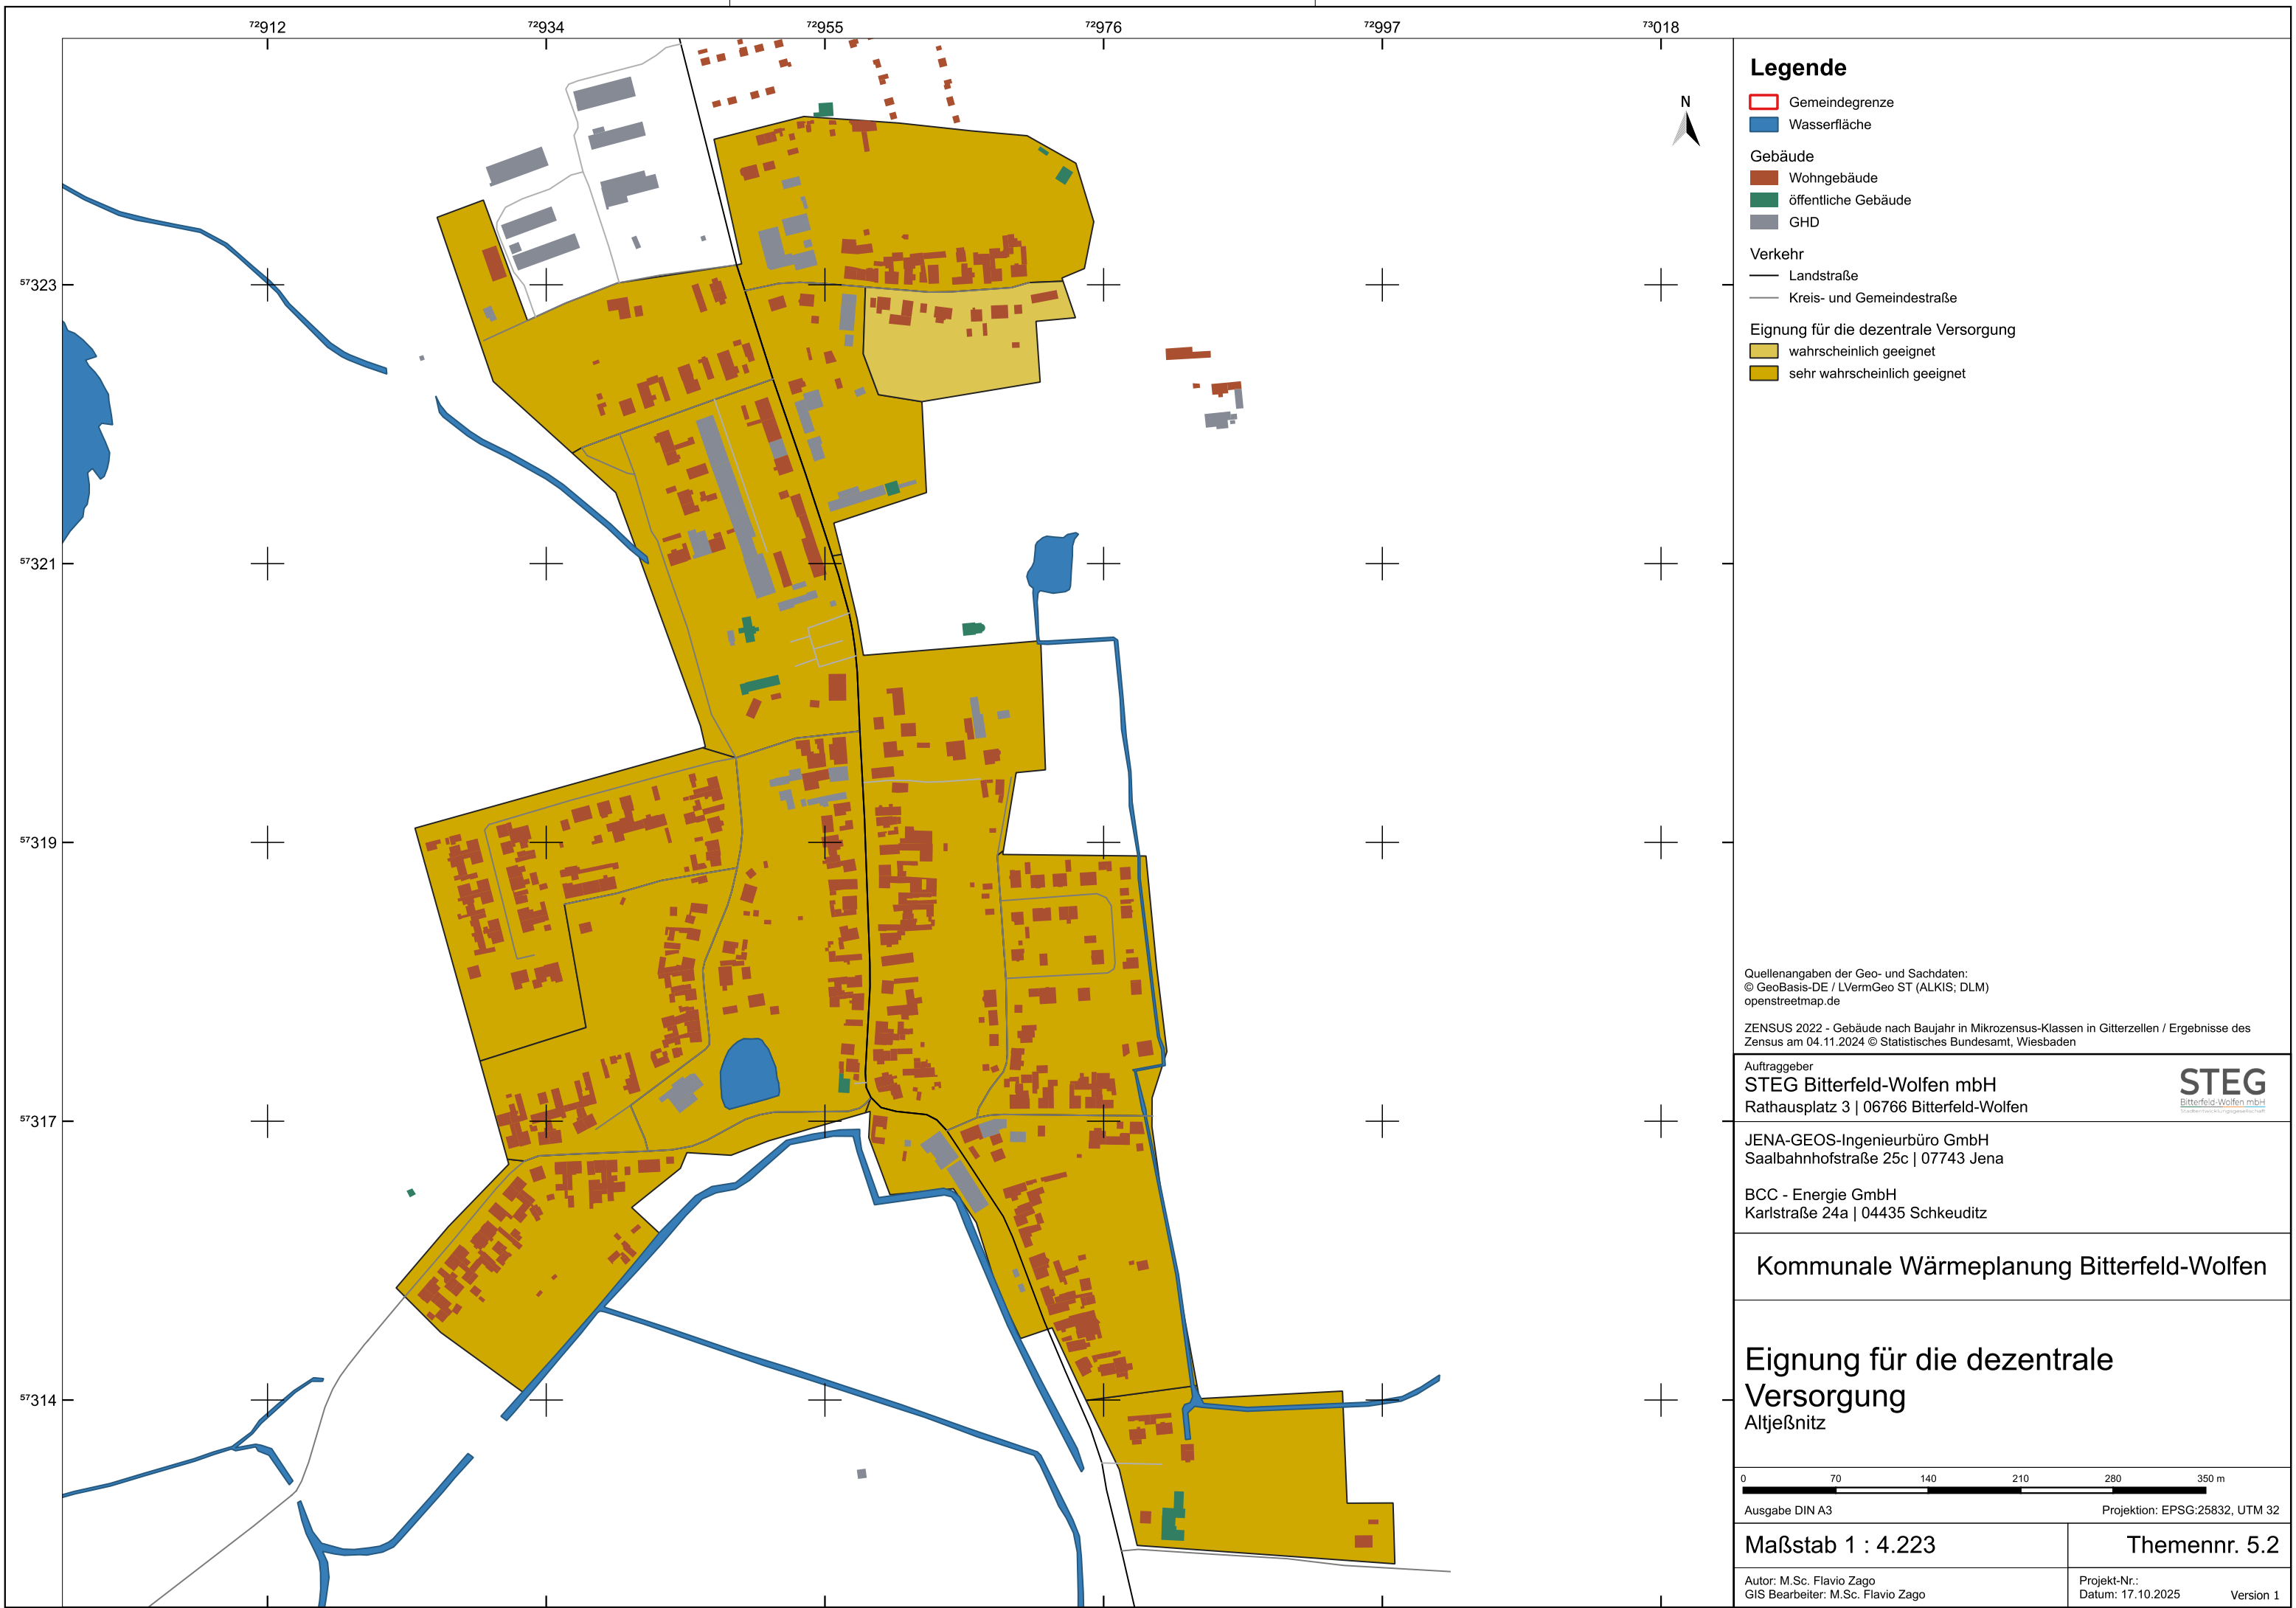 ⁷²912 ⁷²934 ⁷²955 ⁷²976 ⁷²997 ⁷³018
⁵⁷323
⁵⁷321
⁵⁷319
⁵⁷317
⁵⁷314
N
Legende
Gemeindegrenze
Wasserfläche
Gebäude
Wohngebäude
öffentliche Gebäude
GHD
Verkehr
Landstraße
Kreis- und Gemeindestraße
Eignung für die dezentrale Versorgung
wahrscheinlich geeignet
sehr wahrscheinlich geeignet
Quellenangaben der Geo- und Sachdaten:
© GeoBasis-DE / LVermGeo ST (ALKIS; DLM)
openstreetmap.de
ZENSUS 2022 - Gebäude nach Baujahr in Mikrozensus-Klassen in Gitterzellen / Ergebnisse des
Zensus am 04.11.2024 © Statistisches Bundesamt, Wiesbaden
Auftraggeber
STEG Bitterfeld-Wolfen mbH
Rathausplatz 3 | 06766 Bitterfeld-Wolfen
STEG
Bitterfeld-Wolfen mbH
Stadtentwicklungsgesellschaft
JENA-GEOS-Ingenieurbüro GmbH
Saalbahnhofstraße 25c | 07743 Jena
BCC - Energie GmbH
Karlstraße 24a | 04435 Schkeuditz
Kommunale Wärmeplanung Bitterfeld-Wolfen
Eignung für die dezentrale
Versorgung
Altjeßnitz
0 70 140 210 280 350 m
Ausgabe DIN A3 Projektion: EPSG:25832, UTM 32
Maßstab 1 : 4.223 Themennr. 5.2
Autor: M.Sc. Flavio Zago
GIS Bearbeiter: M.Sc. Flavio Zago
Projekt-Nr.:
Datum: 17.10.2025 Version 1